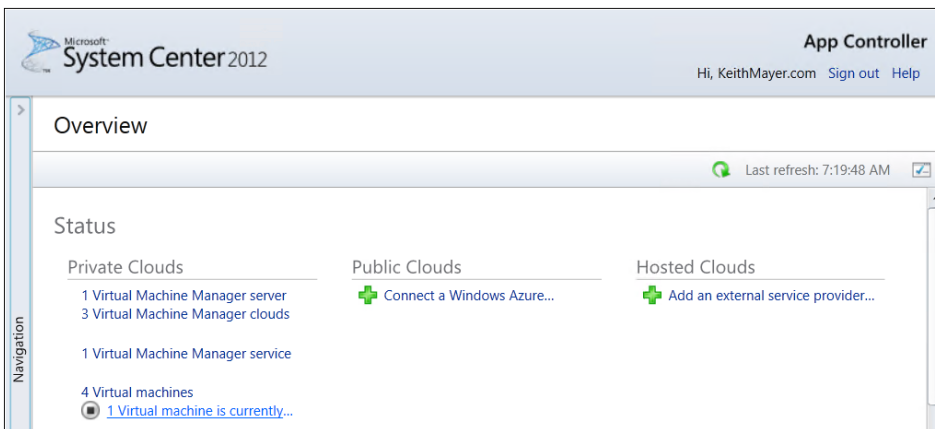 Microsoft
System Center 2012
App Controller
Hi, KeithMayer.com Sign out Help
Overview
Last refresh: 7:19:48 AM
Navigation
Status
Private Clouds
1 Virtual Machine Manager server
3 Virtual Machine Manager clouds
1 Virtual Machine Manager service
4 Virtual machines
1 Virtual machine is currently...
Public Clouds
Connect a Windows Azure...
Hosted Clouds
Add an external service provider...